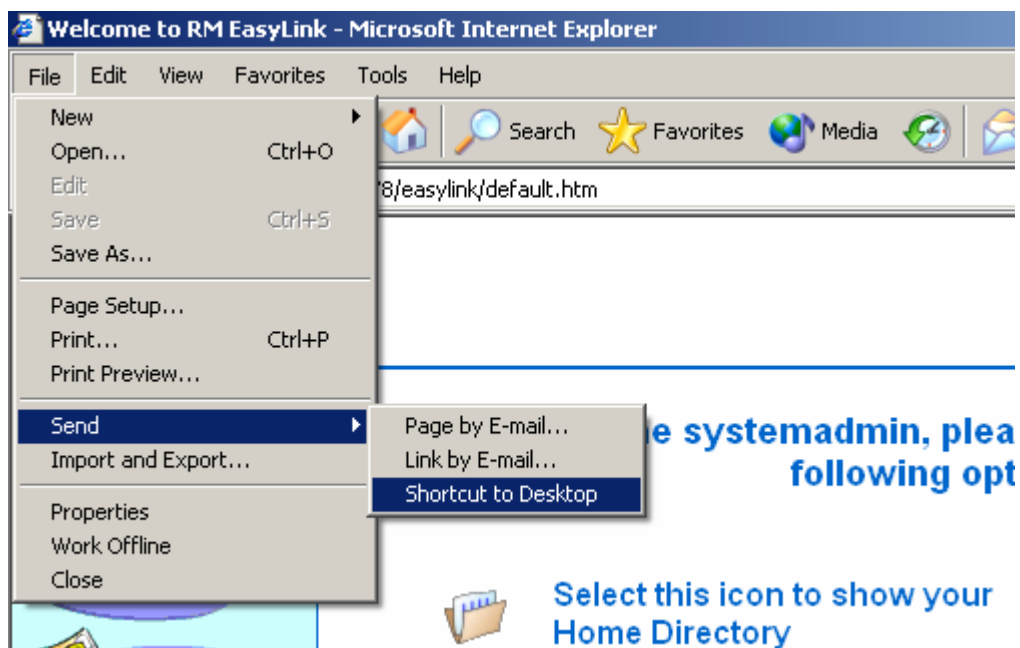 Welcome to RM EasyLink - Microsoft Internet Explorer
File Edit View Favorites Tools Help
Search Favorites Media
8/easylink/default.htm
New
Open... Ctrl+O
Edit
Save Ctrl+S
Save As...
Page Setup...
Print... Ctrl+P
Print Preview...
Send
Import and Export...
Properties
Work Offline
Close
Page by E-mail...
Link by E-mail...
Shortcut to Desktop
e systemadmin, plea
following opt
Select this icon to show your
Home Directory